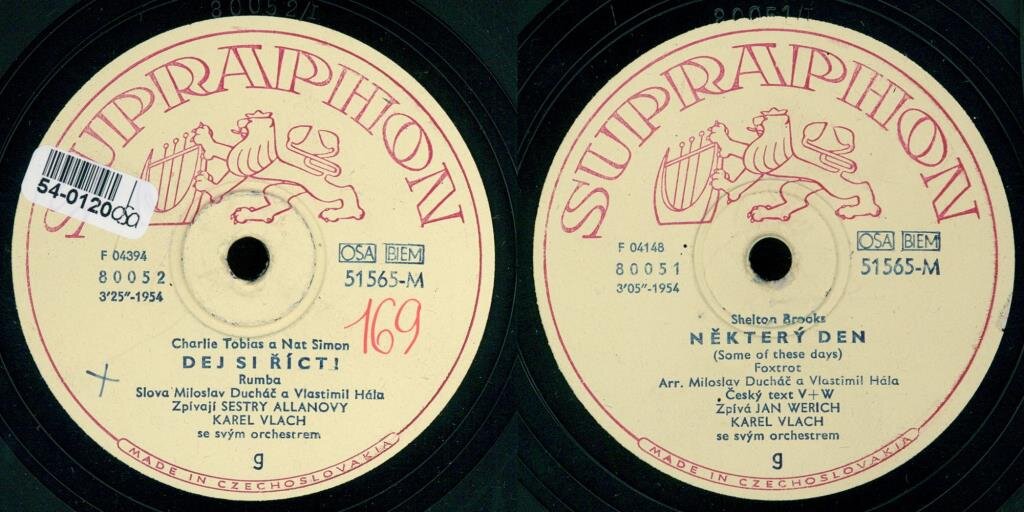 80052/I
SUPRAPHON
54-0120
F 04394
80052
3'25"-1954
OSA BIEM
51565-M
169
Charlie Tobias a Nat Simon
DEJ SI ŘÍCT!
Rumba
Slova Miloslav Ducháč a Vlastimil Hála
Zpívají SESTRY ALLANOVY
KAREL VLACH
se svým orchestrem
g
MADE IN CZECHOSLOVAKIA
80051/I
SUPRAPHON
F 04148
80051
3'05"-1954
OSA BIEM
51565-M
Shelton Brooks
NĚKTERÝ DEN
(Some of these days)
Foxtrot
Arr. Miloslav Ducháč a Vlastimil Hála
Český text V+W
Zpívá JAN WERICH
KAREL VLACH
se svým orchestrem
g
MADE IN CZECHOSLOVAKIA